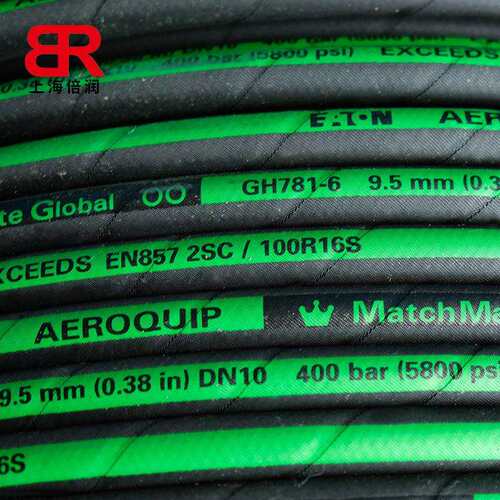 BR
上海倍润
400 bar (5800 psi) EXCEEDS
EATON AER
te Global GH781-6 9.5 mm (0.3
XCEEDS EN857 2SC / 100R16S
AEROQUIP MatchMa
9.5 mm (0.38 in) DN10 400 bar (5800 psi
6S